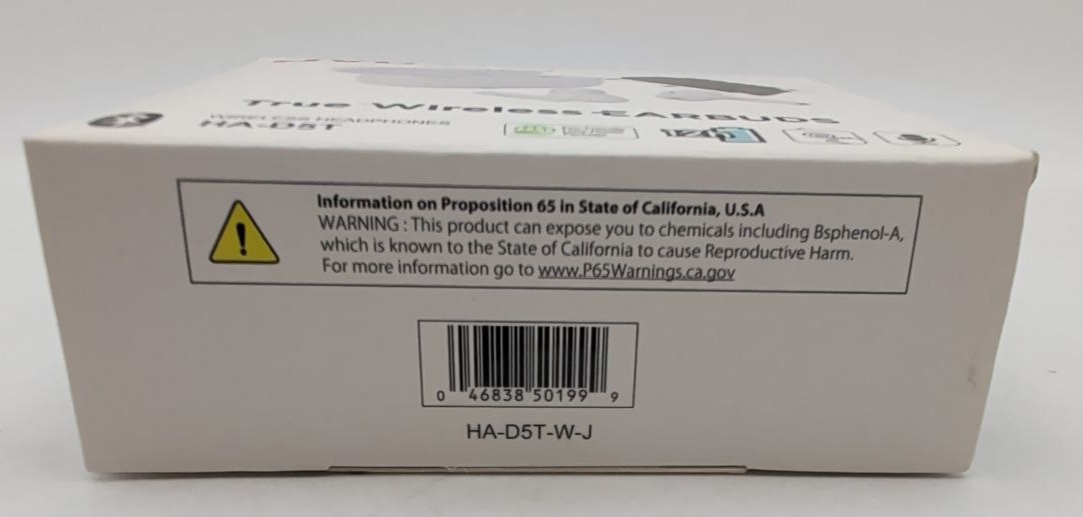 True Wireless EARBUDS
WIRELESS HEADPHONES
HA-D5T
Information on Proposition 65 in State of California, U.S.A
WARNING : This product can expose you to chemicals including Bsphenol-A,
which is known to the State of California to cause Reproductive Harm.
For more information go to www.P65Warnings.ca.gov
0 46838 50199 9
HA-D5T-W-J